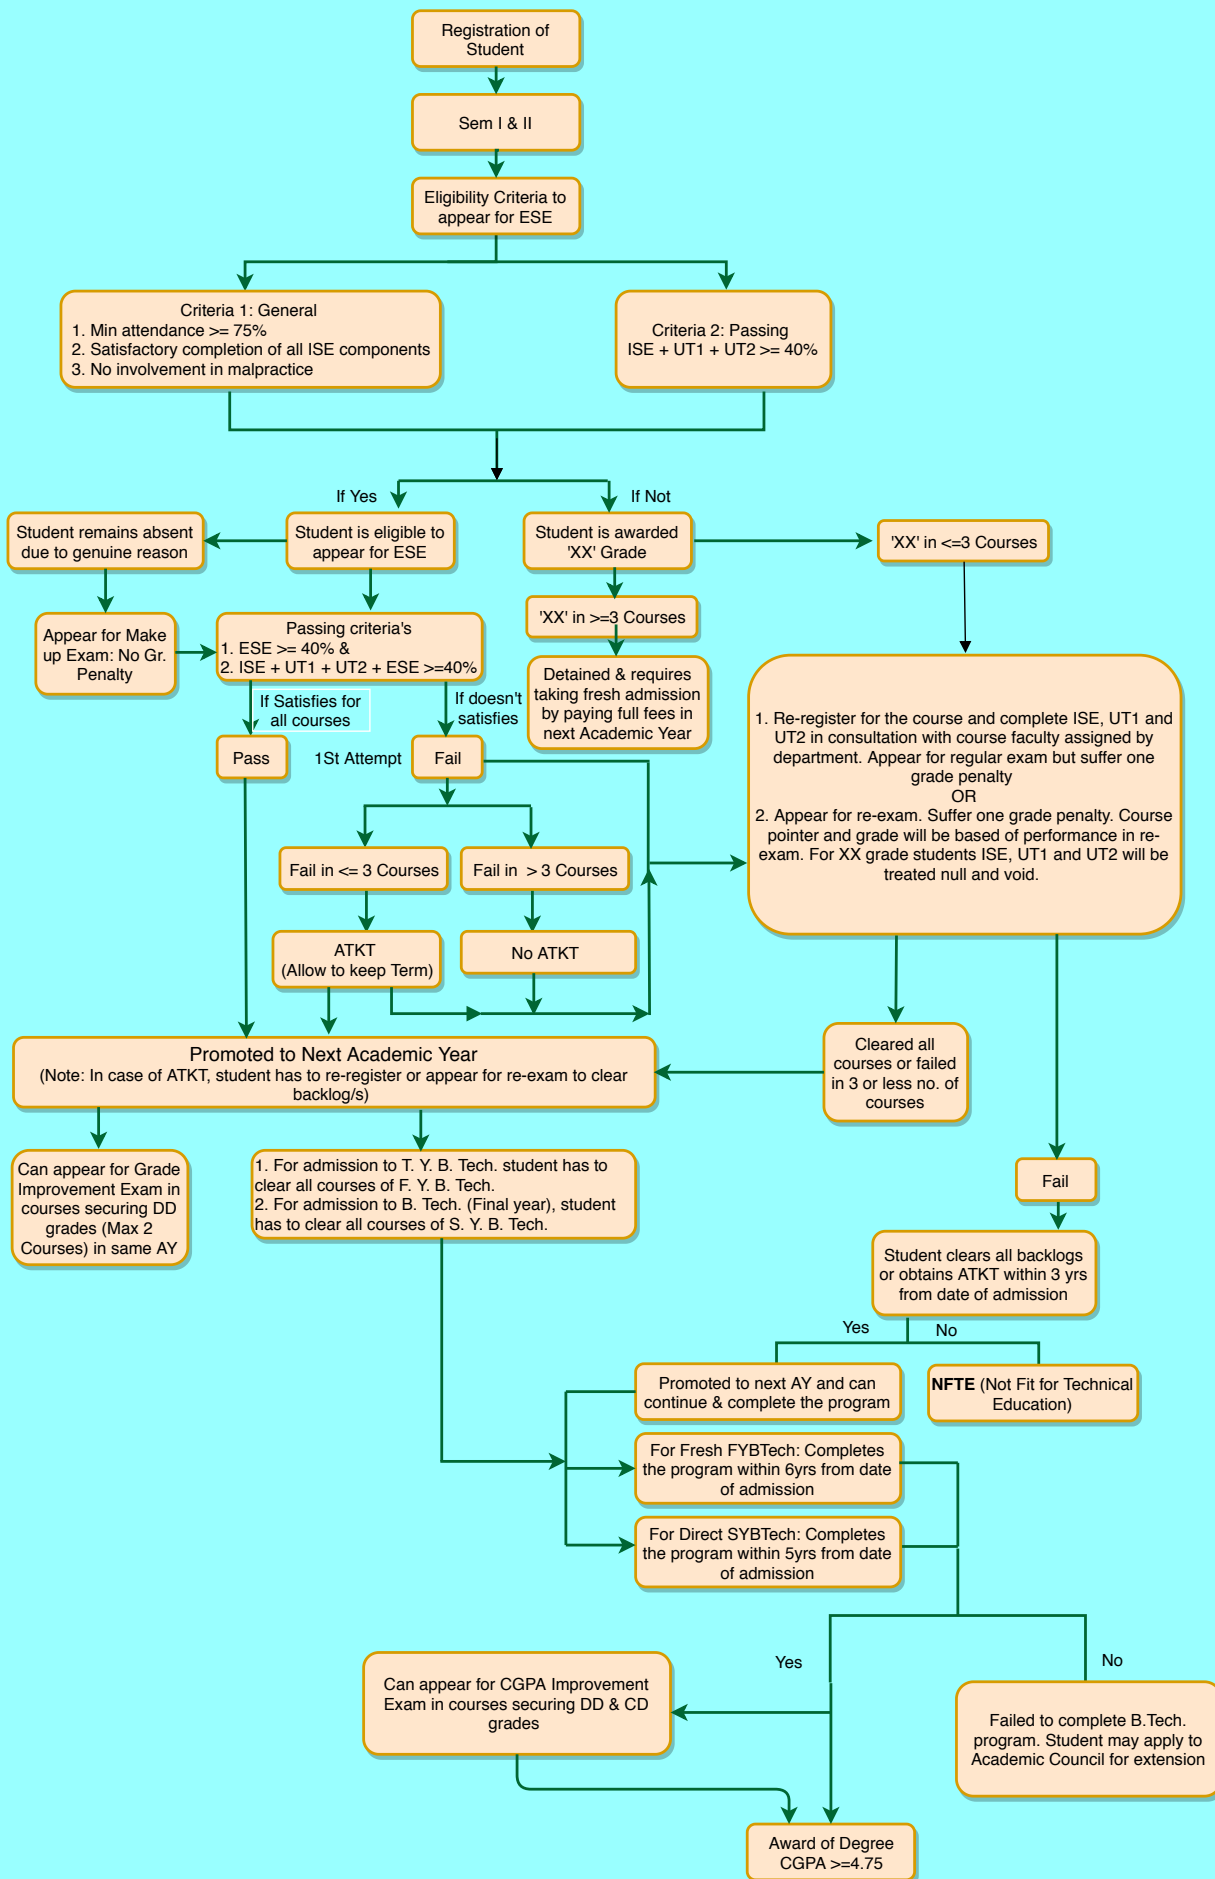 Registration of
Student
Sem I & II
Eligibility Criteria to
appear for ESE
Criteria 1: General
1. Min attendance >= 75%
2. Satisfactory completion of all ISE components
3. No involvement in malpractice
Criteria 2: Passing
ISE + UT1 + UT2 >= 40%
If Yes
If Not
Student remains absent
due to genuine reason
Student is eligible to
appear for ESE
Student is awarded
'XX' Grade
'XX' in <=3 Courses
Appear for Make
up Exam: No Gr.
Penalty
Passing criteria's
1. ESE >= 40% &
2. ISE + UT1 + UT2 + ESE >=40%
'XX' in >=3 Courses
Detained & requires
taking fresh admission
by paying full fees in
next Academic Year
If Satisfies for
all courses
If doesn't
satisfies
Pass
1St Attempt
Fail
1. Re-register for the course and complete ISE, UT1 and
UT2 in consultation with course faculty assigned by
department. Appear for regular exam but suffer one
grade penalty
OR
2. Appear for re-exam. Suffer one grade penalty. Course
pointer and grade will be based of performance in re-
exam. For XX grade students ISE, UT1 and UT2 will be
treated null and void.
Fail in <= 3 Courses
Fail in > 3 Courses
ATKT
(Allow to keep Term)
No ATKT
Promoted to Next Academic Year
(Note: In case of ATKT, student has to re-register or appear for re-exam to clear
backlog/s)
Cleared all
courses or failed
in 3 or less no. of
courses
Can appear for Grade
Improvement Exam in
courses securing DD
grades (Max 2
Courses) in same AY
1. For admission to T. Y. B. Tech. student has to
clear all courses of F. Y. B. Tech.
2. For admission to B. Tech. (Final year), student
has to clear all courses of S. Y. B. Tech.
Fail
Student clears all backlogs
or obtains ATKT within 3 yrs
from date of admission
Yes
No
Promoted to next AY and can
continue & complete the program
NFTE (Not Fit for Technical
Education)
For Fresh FYBTech: Completes
the program within 6yrs from date
of admission
For Direct SYBTech: Completes
the program within 5yrs from date
of admission
Yes
No
Can appear for CGPA Improvement
Exam in courses securing DD & CD
grades
Failed to complete B.Tech.
program. Student may apply to
Academic Council for extension
Award of Degree
CGPA >=4.75